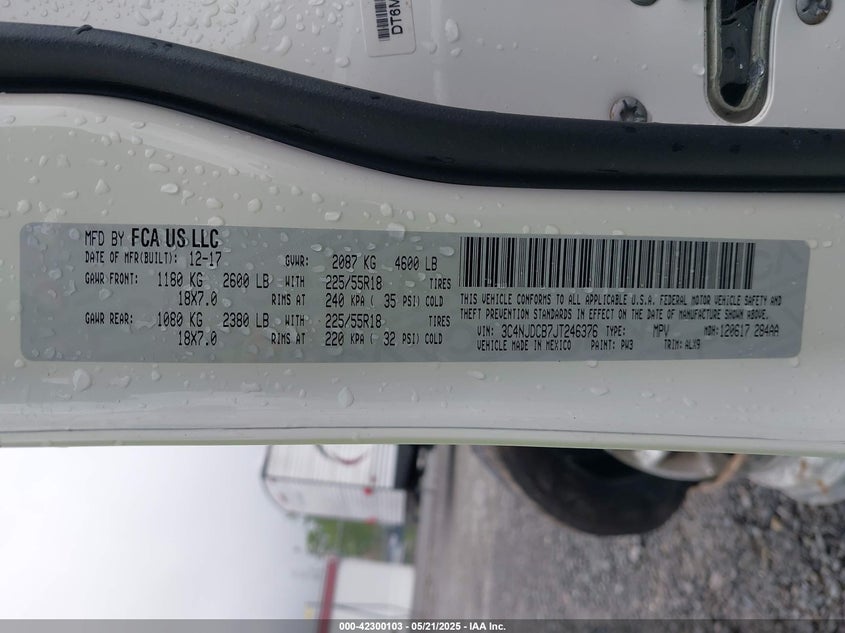 DT6M
MFD BY FCA US LLC
DATE OF MFR(BUILT): 12-17 GVWR: 2087 KG 4600 LB
GAWR FRONT: 1180 KG 2600 LB WITH 225/55R18 TIRES
18X7.0 RIMS AT 240 KPA ( 35 PSI) COLD
GAWR REAR: 1080 KG 2380 LB WITH 225/55R18 TIRES
18X7.0 RIMS AT 220 KPA ( 32 PSI) COLD
THIS VEHICLE CONFORMS TO ALL APPLICABLE U.S.A. FEDERAL MOTOR VEHICLE SAFETY AND
THEFT PREVENTION STANDARDS IN EFFECT ON THE DATE OF MANUFACTURE SHOWN ABOVE.
VIN: 3C4NJDCB7JT246376 TYPE: MPV MDH: 120617 284AA
VEHICLE MADE IN MEXICO PAINT: PW3 TRIM: ALX9
000-42300103 - 05/21/2025 - IAA Inc.